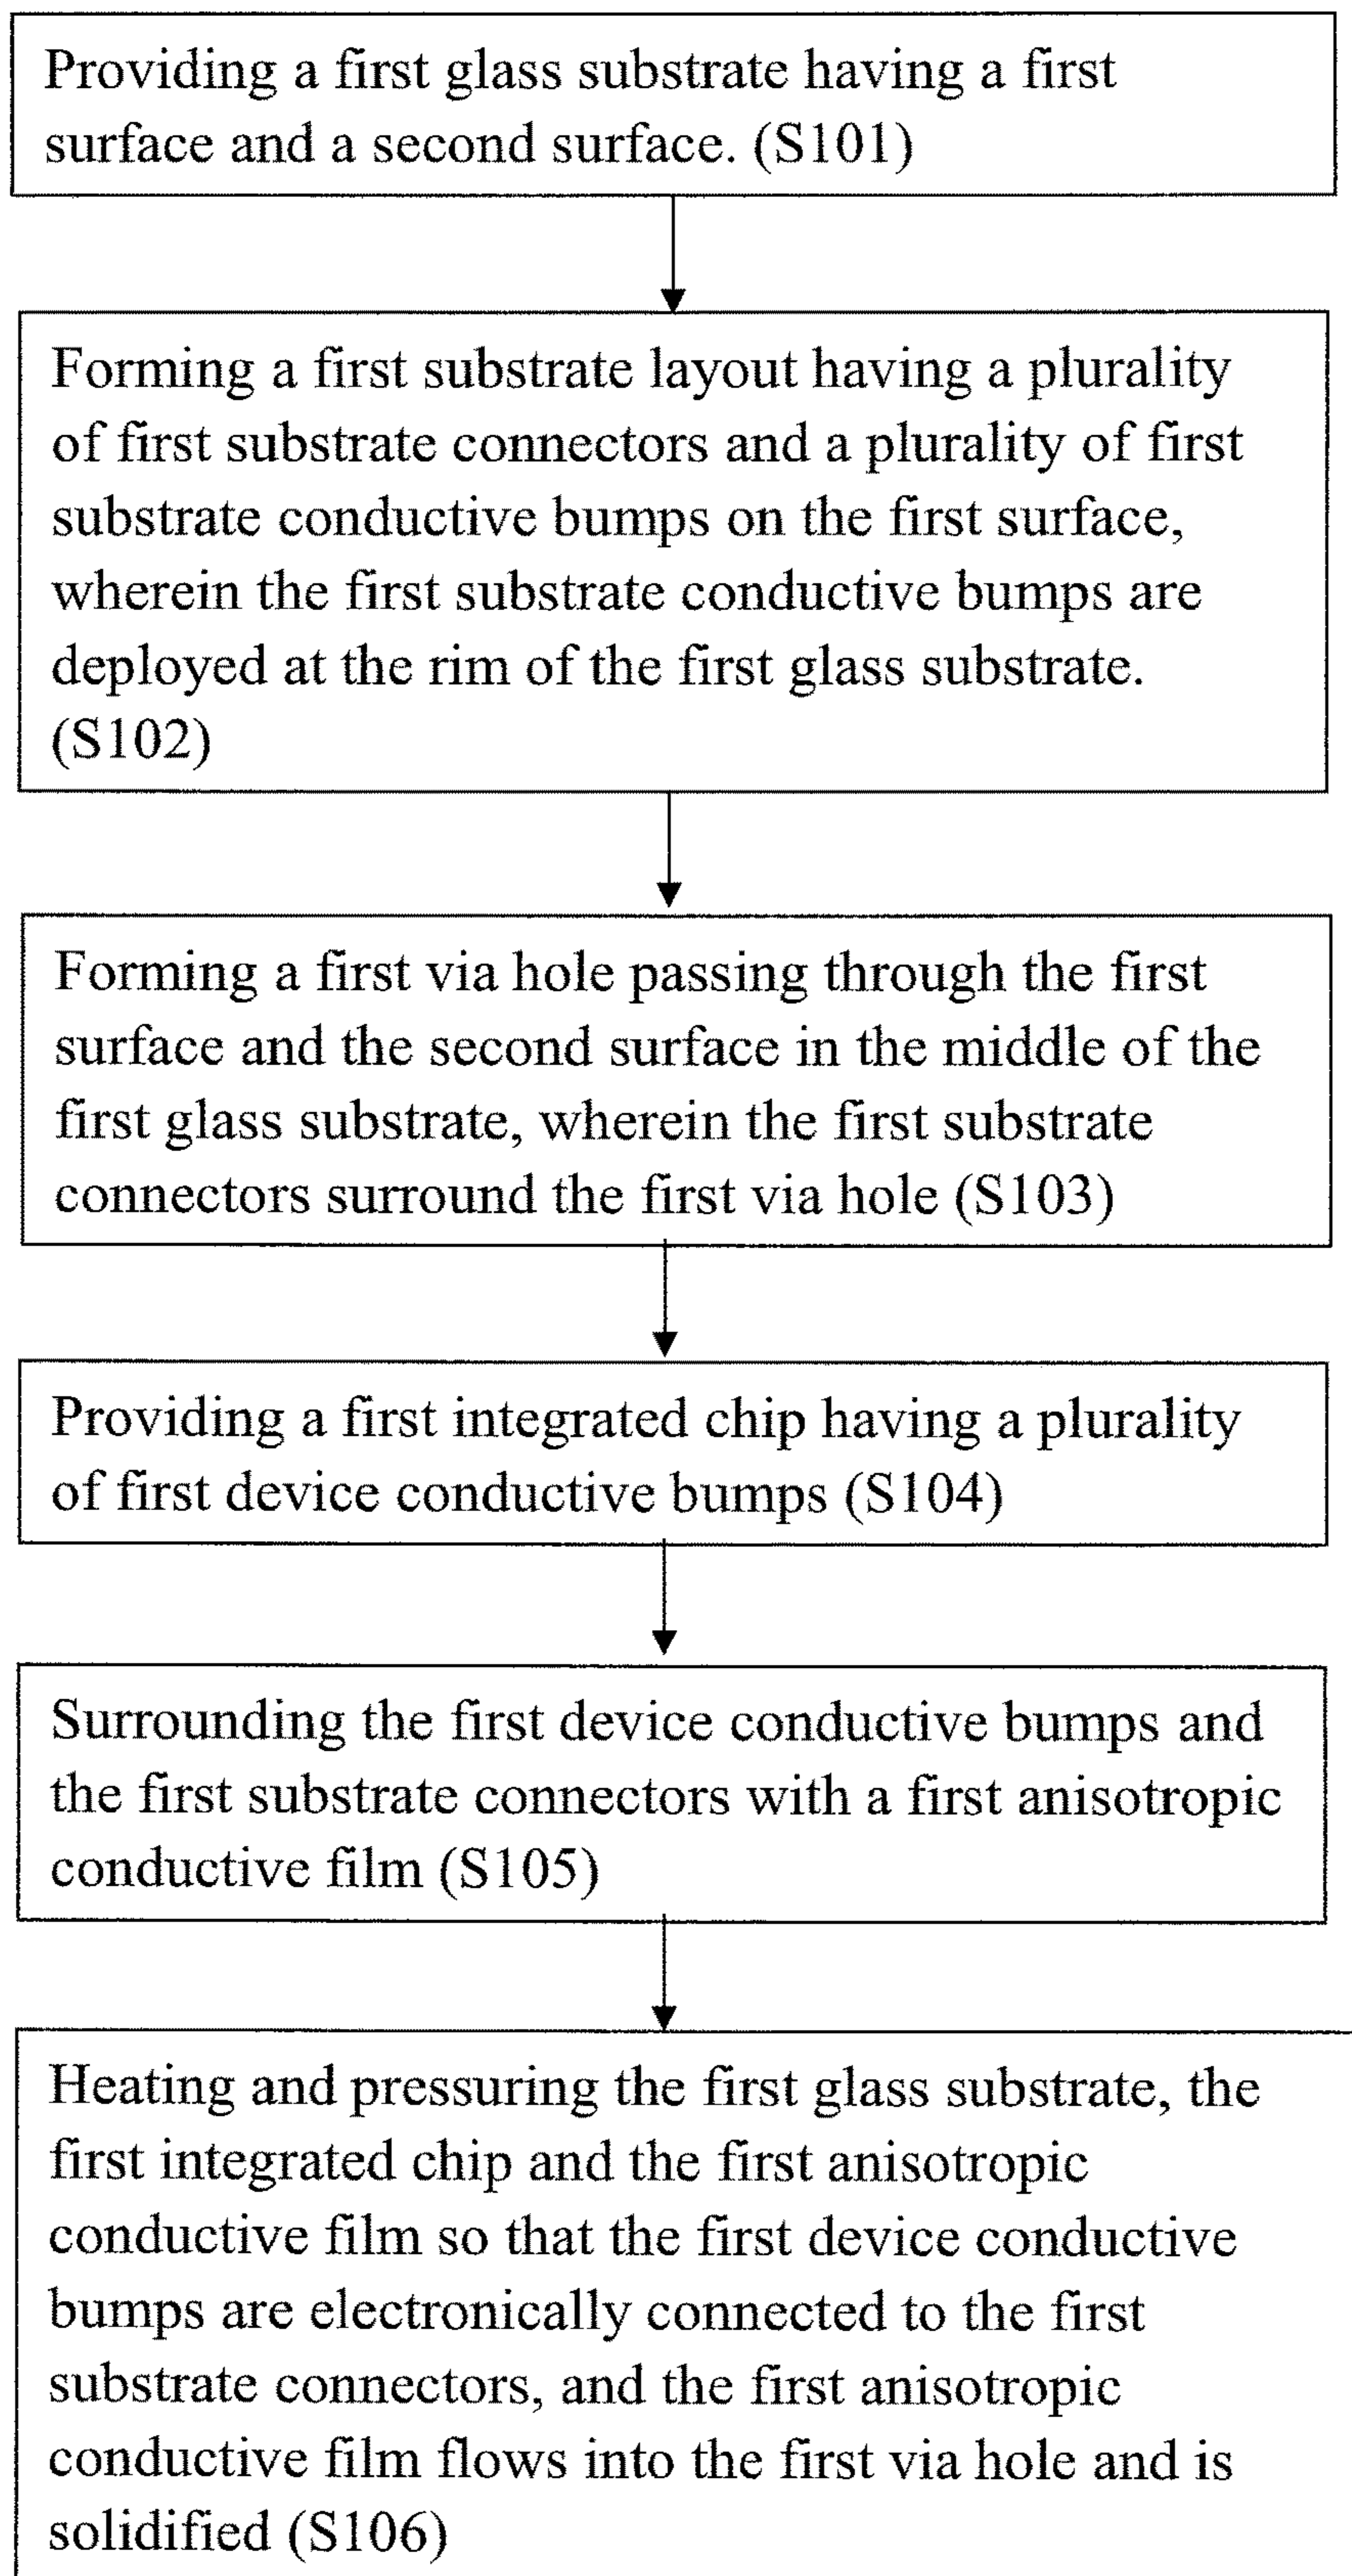 Providing a first glass substrate having a first
surface and a second surface. (S101)
Forming a first substrate layout having a plurality
of first substrate connectors and a plurality of first
substrate conductive bumps on the first surface,
wherein the first substrate conductive bumps are
deployed at the rim of the first glass substrate.
(S102)
Forming a first via hole passing through the first
surface and the second surface in the middle of the
first glass substrate, wherein the first substrate
connectors surround the first via hole (S103)
Providing a first integrated chip having a plurality
of first device conductive bumps (S104)
Surrounding the first device conductive bumps and
the first substrate connectors with a first anisotropic
conductive film (S105)
Heating and pressuring the first glass substrate, the
first integrated chip and the first anisotropic
conductive film so that the first device conductive
bumps are electronically connected to the first
substrate connectors, and the first anisotropic
conductive film flows into the first via hole and is
solidified (S106)